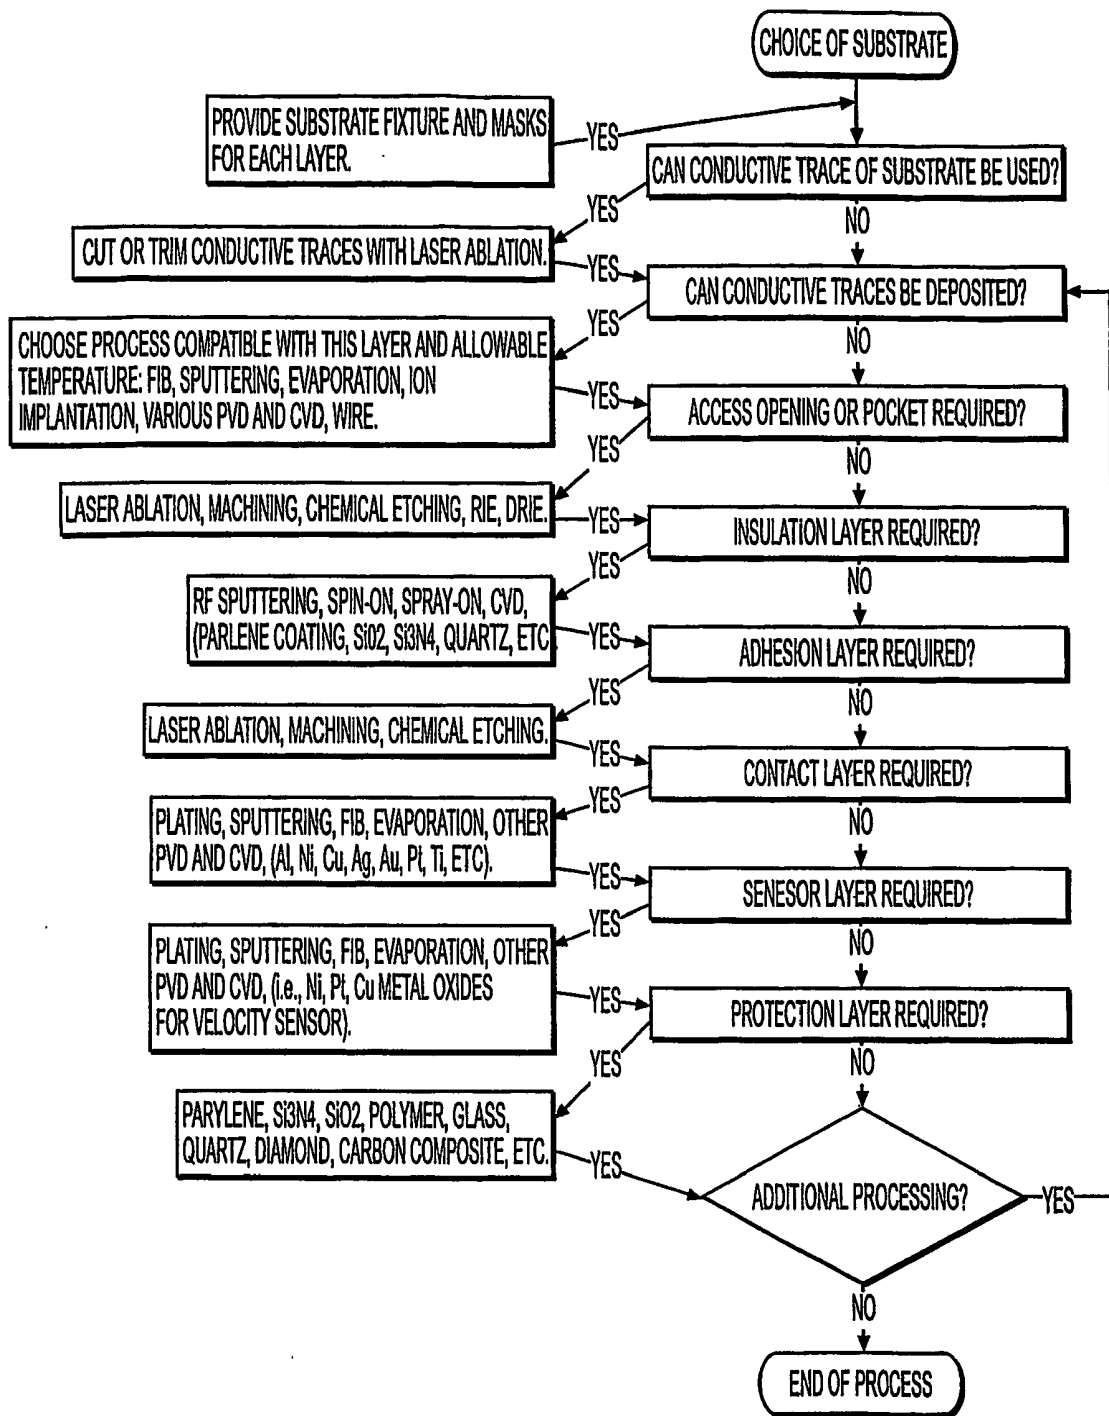 CHOICE OF SUBSTRATE
PROVIDE SUBSTRATE FIXTURE AND MASKS
FOR EACH LAYER.
YES
CAN CONDUCTIVE TRACE OF SUBSTRATE BE USED?
YES
NO
CUT OR TRIM CONDUCTIVE TRACES WITH LASER ABLATION.
YES
CAN CONDUCTIVE TRACES BE DEPOSITED?
YES
NO
CHOOSE PROCESS COMPATIBLE WITH THIS LAYER AND ALLOWABLE
TEMPERATURE: FIB, SPUTTERING, EVAPORATION, ION
IMPLANTATION, VARIOUS PVD AND CVD, WIRE.
YES
ACCESS OPENING OR POCKET REQUIRED?
YES
NO
LASER ABLATION, MACHINING, CHEMICAL ETCHING, RIE, DRIE.
YES
INSULATION LAYER REQUIRED?
YES
NO
RF SPUTTERING, SPIN-ON, SPRAY-ON, CVD,
(PARLENE COATING, SiO2, Si3N4, QUARTZ, ETC
YES
ADHESION LAYER REQUIRED?
YES
NO
LASER ABLATION, MACHINING, CHEMICAL ETCHING.
YES
CONTACT LAYER REQUIRED?
YES
NO
PLATING, SPUTTERING, FIB, EVAPORATION, OTHER
PVD AND CVD, (Al, Ni, Cu, Ag, Au, Pt, Ti, ETC).
YES
SENESOR LAYER REQUIRED?
YES
NO
PLATING, SPUTTERING, FIB, EVAPORATION, OTHER
PVD AND CVD, (i.e., Ni, Pt, Cu METAL OXIDES
FOR VELOCITY SENSOR).
YES
PROTECTION LAYER REQUIRED?
YES
NO
PARYLENE, Si3N4, SiO2, POLYMER, GLASS,
QUARTZ, DIAMOND, CARBON COMPOSITE, ETC.
YES
ADDITIONAL PROCESSING?
YES
NO
END OF PROCESS